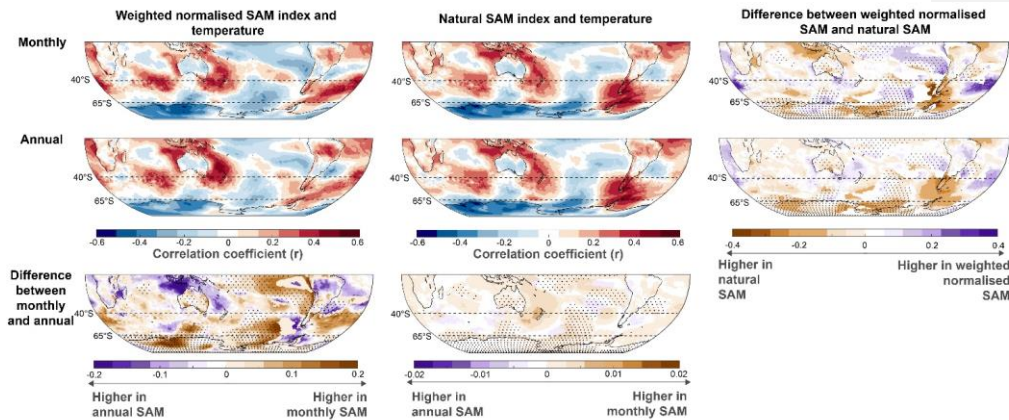 Weighted normalised SAM index and
temperature
Natural SAM index and temperature
Difference between weighted normalised
SAM and natural SAM
Monthly
40°S
65°S
40°S
65°S
Annual
40°S
65°S
40°S
65°S
-0.6 -0.4 -0.2 0 0.2 0.4 0.6
Correlation coefficient (r)
-0.6 -0.4 -0.2 0 0.2 0.4 0.6
Correlation coefficient (r)
-0.4 -0.2 0 0.2 0.4
Higher in
natural
SAM
Higher in weighted
normalised
SAM
Difference
between
monthly
and annual
40°S
65°S
-0.2 -0.1 0 0.1 0.2
Higher in
annual SAM
Higher in
monthly SAM
-0.02 -0.01 0 0.01 0.02
Higher in
annual SAM
Higher in
monthly SAM